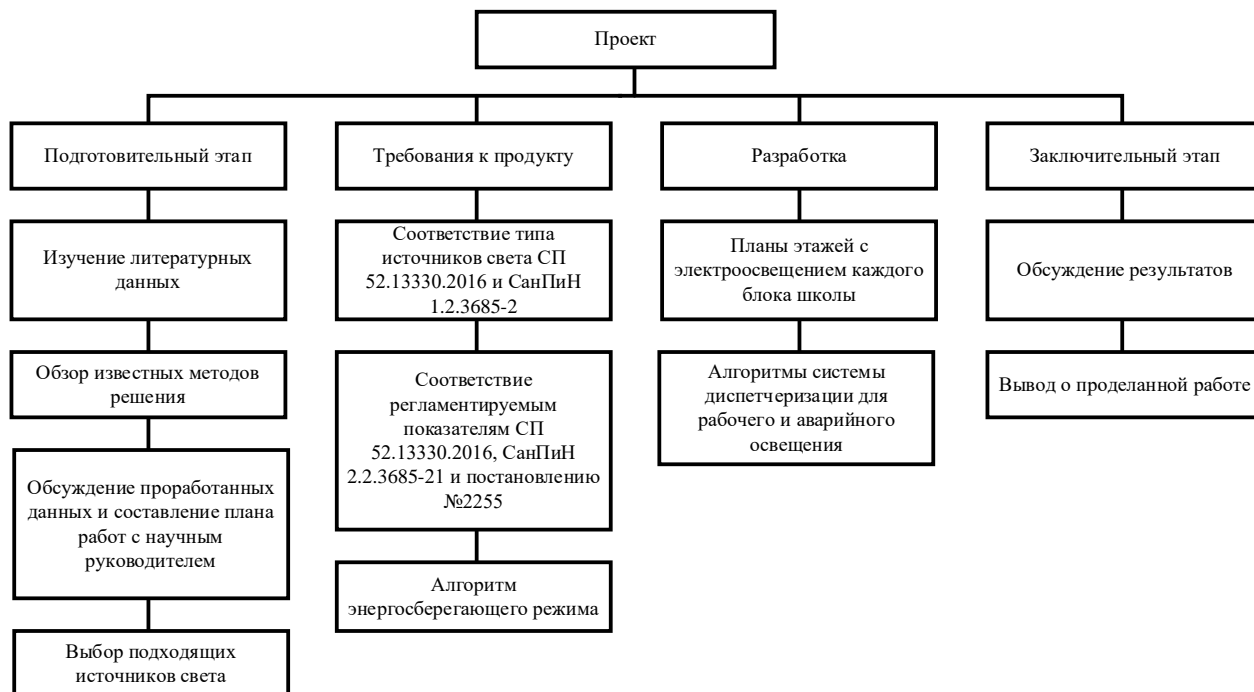 Проект
Подготовительный этап
Требования к продукту
Разработка
Заключительный этап
Изучение литературных
данных
Соответствие типа
источников света СП
52.13330.2016 и СанПиН
1.2.3685-2
Планы этажей с
электроосвещением каждого
блока школы
Обсуждение результатов
Обзор известных методов
решения
Соответствие
регламентируемым
показателям СП
52.13330.2016, СанПиН
2.2.3685-21 и постановлению
№2255
Алгоритмы системы
диспетчеризации для
рабочего и аварийного
освещения
Вывод о проделанной работе
Обсуждение проработанных
данных и составление плана
работ с научным
руководителем
Алгоритм
энергосберегающего режима
Выбор подходящих
источников света